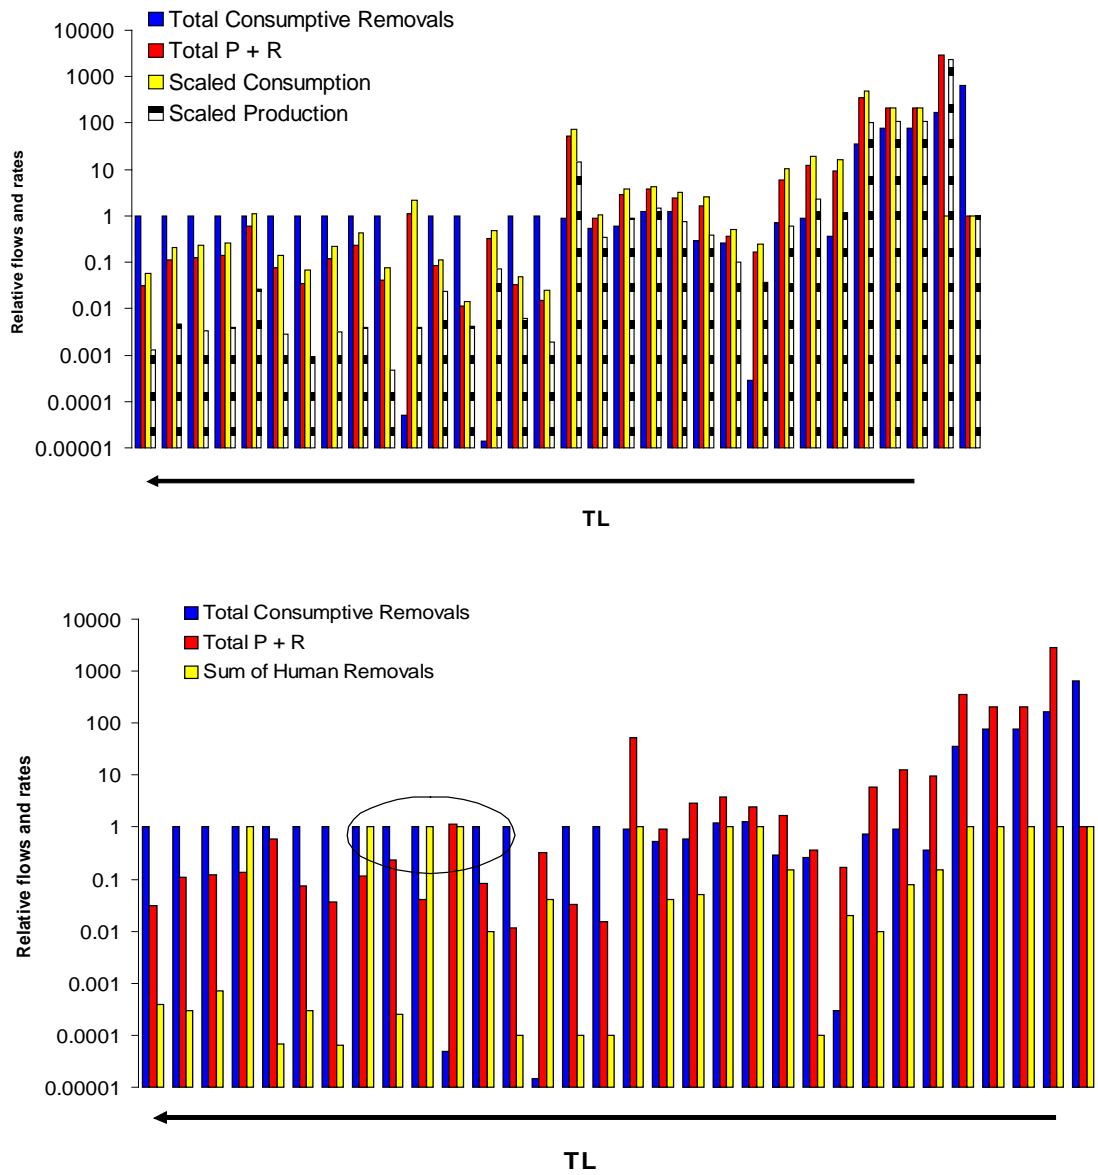 Total Consumptive Removals
Total P + R
Scaled Consumption
Scaled Production
10000
1000
100
10
1
0.1
0.01
0.001
0.0001
0.00001
Relative flows and rates
TL
Total Consumptive Removals
Total P + R
Sum of Human Removals
10000
1000
100
10
1
0.1
0.01
0.001
0.0001
0.00001
Relative flows and rates
TL